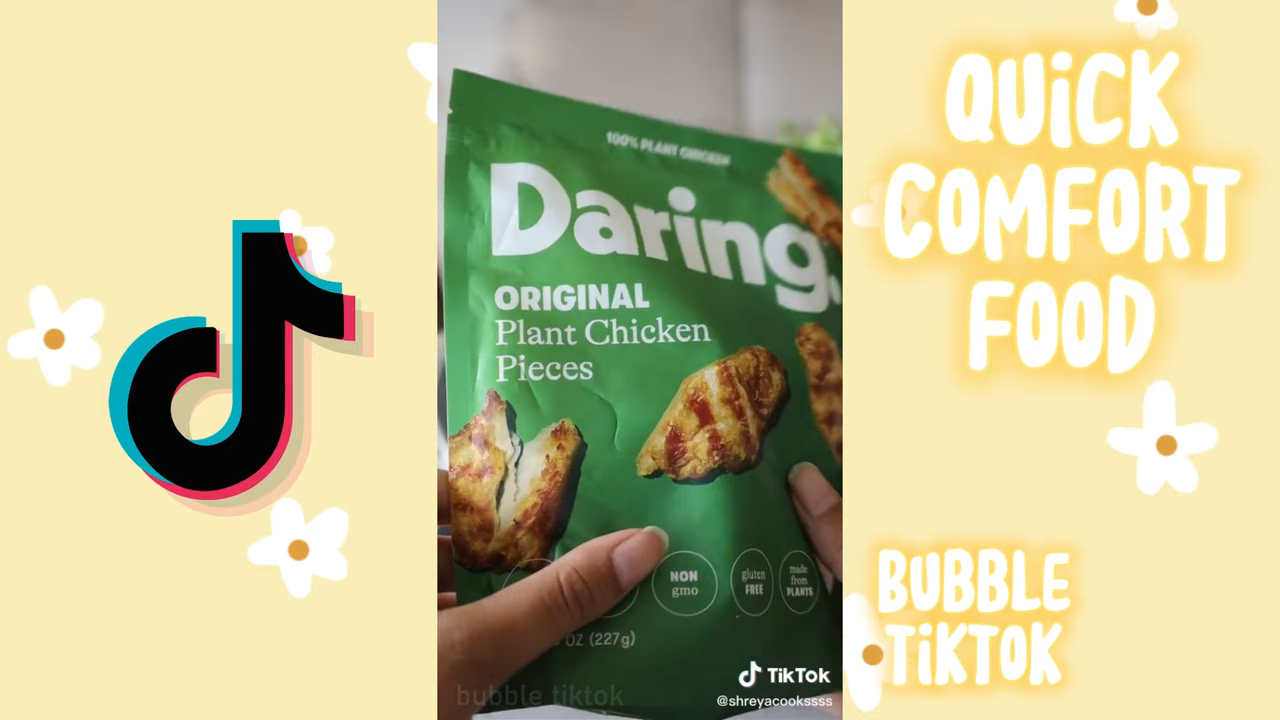 100% PLANT CHICKEN
Daring.
ORIGINAL
Plant Chicken
Pieces
NON
gmo
gluten
FREE
made
from
PLANTS
OZ (227g)
TikTok
@shreyacookssss
bubble tiktok
QUiCK
COMFORT
FOOD
BUBBLE
TiKTOK